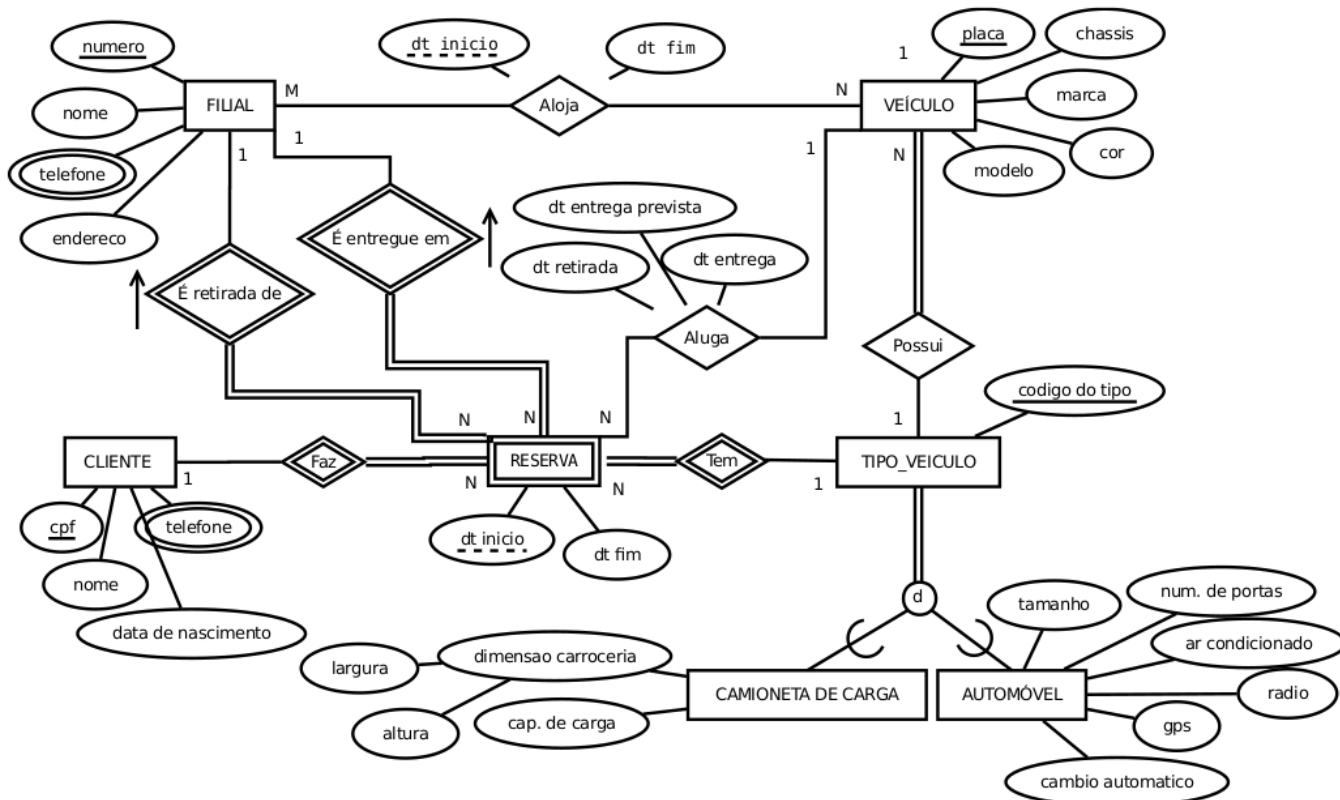 numero
dt inicio
dt fim
1
placa
chassis
nome
FILIAL
M
Aloja
N
VEÍCULO
marca
telefone
1
1
1
N
modelo
cor
endereco
É entregue em
dt entrega prevista
É retirada de
dt retirada
dt entrega
Aluga
Possui
codigo do tipo
N
N
N
1
CLIENTE
1
Faz
N
RESERVA
N
Tem
1
TIPO_VEICULO
cpf
telefone
dt inicio
dt fim
nome
data de nascimento
d
tamanho
num. de portas
largura
dimensao carroceria
ar condicionado
CAMIONETA DE CARGA
AUTOMÓVEL
radio
altura
cap. de carga
gps
cambio automatico